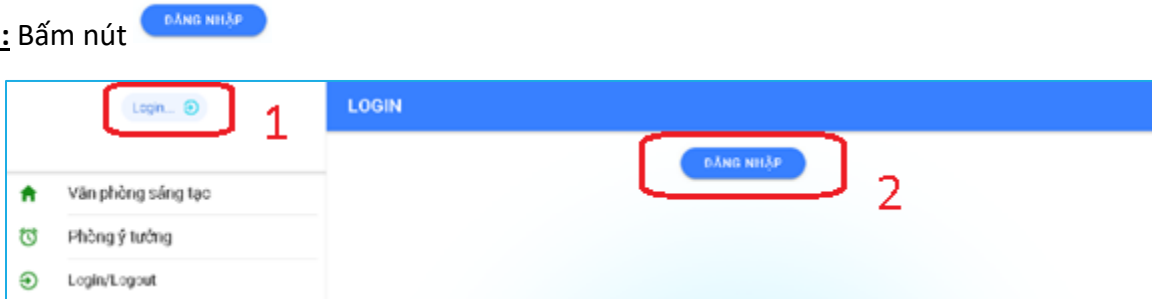 : Bấm nút ĐĂNG NHẬP
Login... 1 LOGIN
ĐĂNG NHẬP 2
Văn phòng sáng tạo
Phòng ý tưởng
Login/Logout